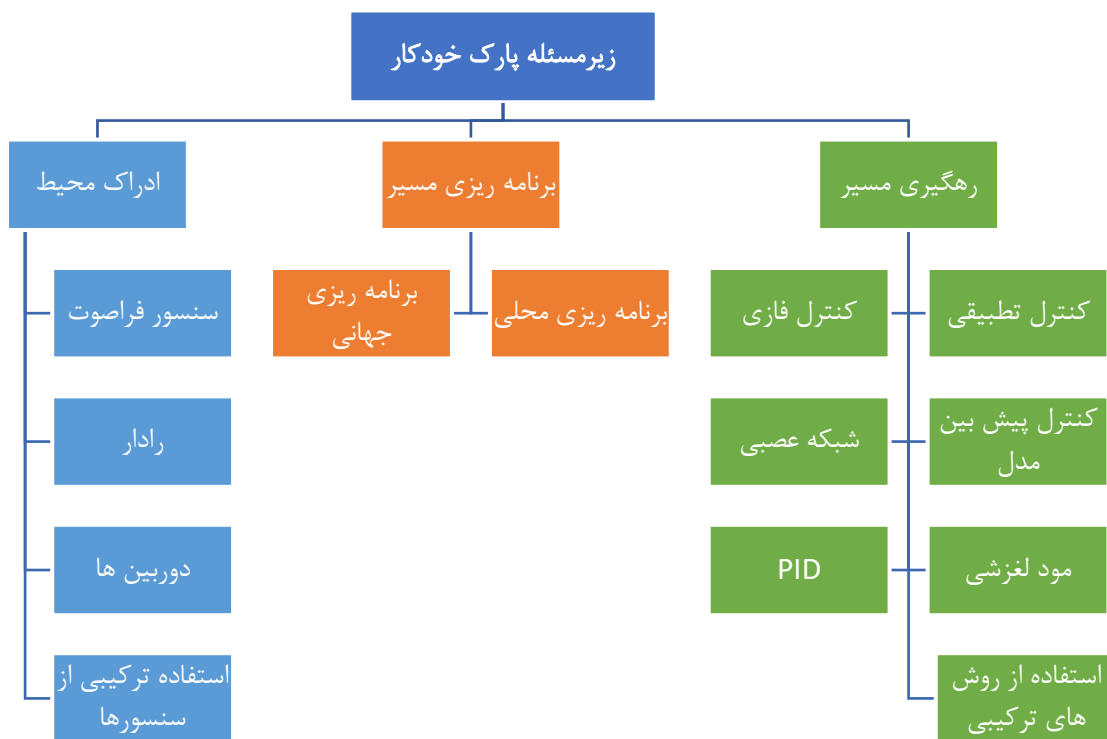 زیرمسئله پارک خودکار
رهگیری مسیر
برنامه ریزی مسیر
ادراک محیط
کنترل تطبیقی
کنترل فازی
کنترل پیش بین
مدل
شبکه عصبی
مود لغزشی
PID
استفاده از روش
های ترکیبی
برنامه ریزی محلی
برنامه ریزی
جهانی
سنسور فراصوت
رادار
دوربین ها
استفاده ترکیبی از
سنسورها